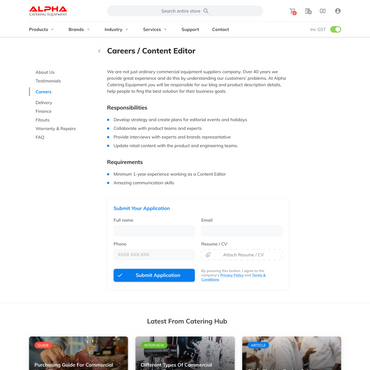 ALPHA
CATERING EQUIPMENT
Search entire store
Products
Brands
Industry
Services
Support
Contact
Inc GST
Careers / Content Editor
We are not just ordinary commercial equipment suppliers company. Over 40 years we
provide great experience and do this by understanding our customers' problems. At Alpha
Catering Equipment you will be responsible for our blog and product description details,
help people to fing the best solution for their business goals.
About Us
Testimonials
Careers
Delivery
Finance
Fitouts
Warranty & Repairs
FAQ
Responsibilities
Develop strategy and create plans for editorial events and holidays
Collaborate with product teams and experts
Provide interviews with experts and brands representative
Update retail content with the product and engineering teams.
Requirements
Minimum 1-year experience working as a Content Editor
Amazing communication skills
Submit Your Application
Full name
Email
Phone
Resume / CV
XXXX XXX XXX
Attach Resume / CV
Submit Application
By pressing this button, I agree to the
company's Privacy Policy and Terms &
Conditions
Latest From Catering Hub
GUIDE
INTERVIEW
ARTICLE
Purchasing Guide For Commercial
Different Types Of Commercial